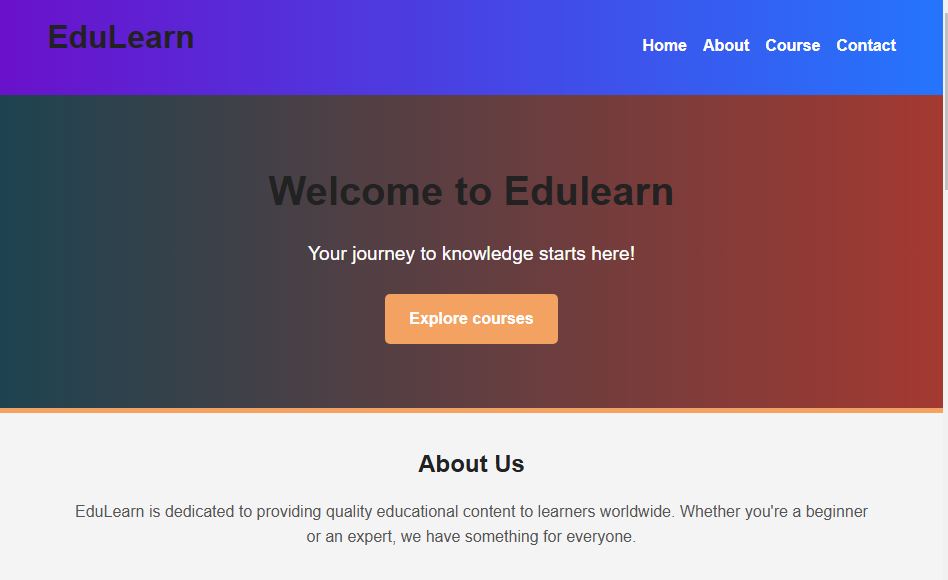 EduLearn
Home About Course Contact
Welcome to Edulearn
Your journey to knowledge starts here!
Explore courses
About Us
EduLearn is dedicated to providing quality educational content to learners worldwide. Whether you're a beginner
or an expert, we have something for everyone.